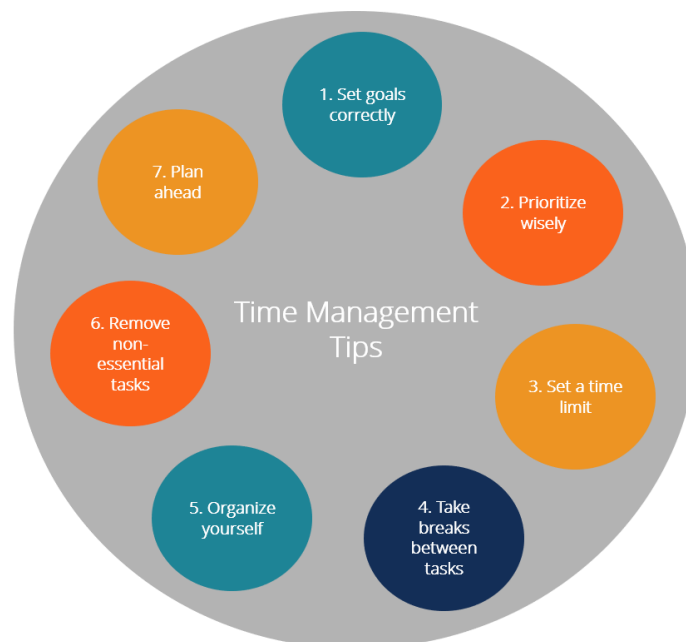 1. Set goals
correctly
2. Prioritize
wisely
3. Set a time
limit
4. Take
breaks
between
tasks
5. Organize
yourself
6. Remove
non-
essential
tasks
7. Plan
ahead
Time Management
Tips